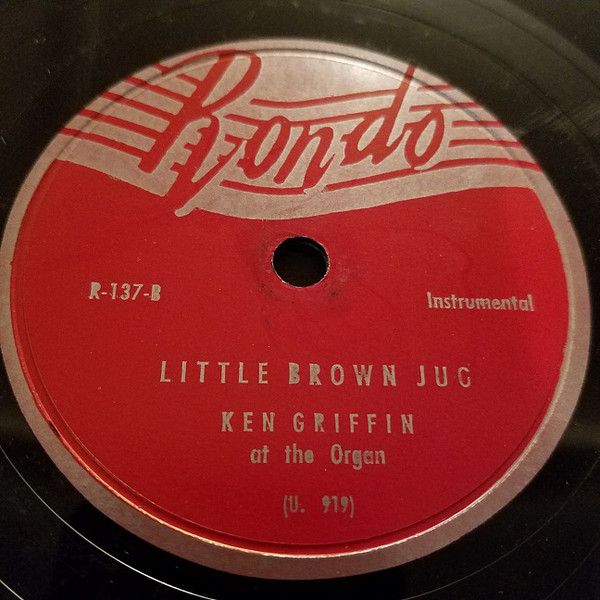 Rondo
R-137-B
Instrumental
LITTLE BROWN JUG
KEN GRIFFIN
at the Organ
(U. 919)